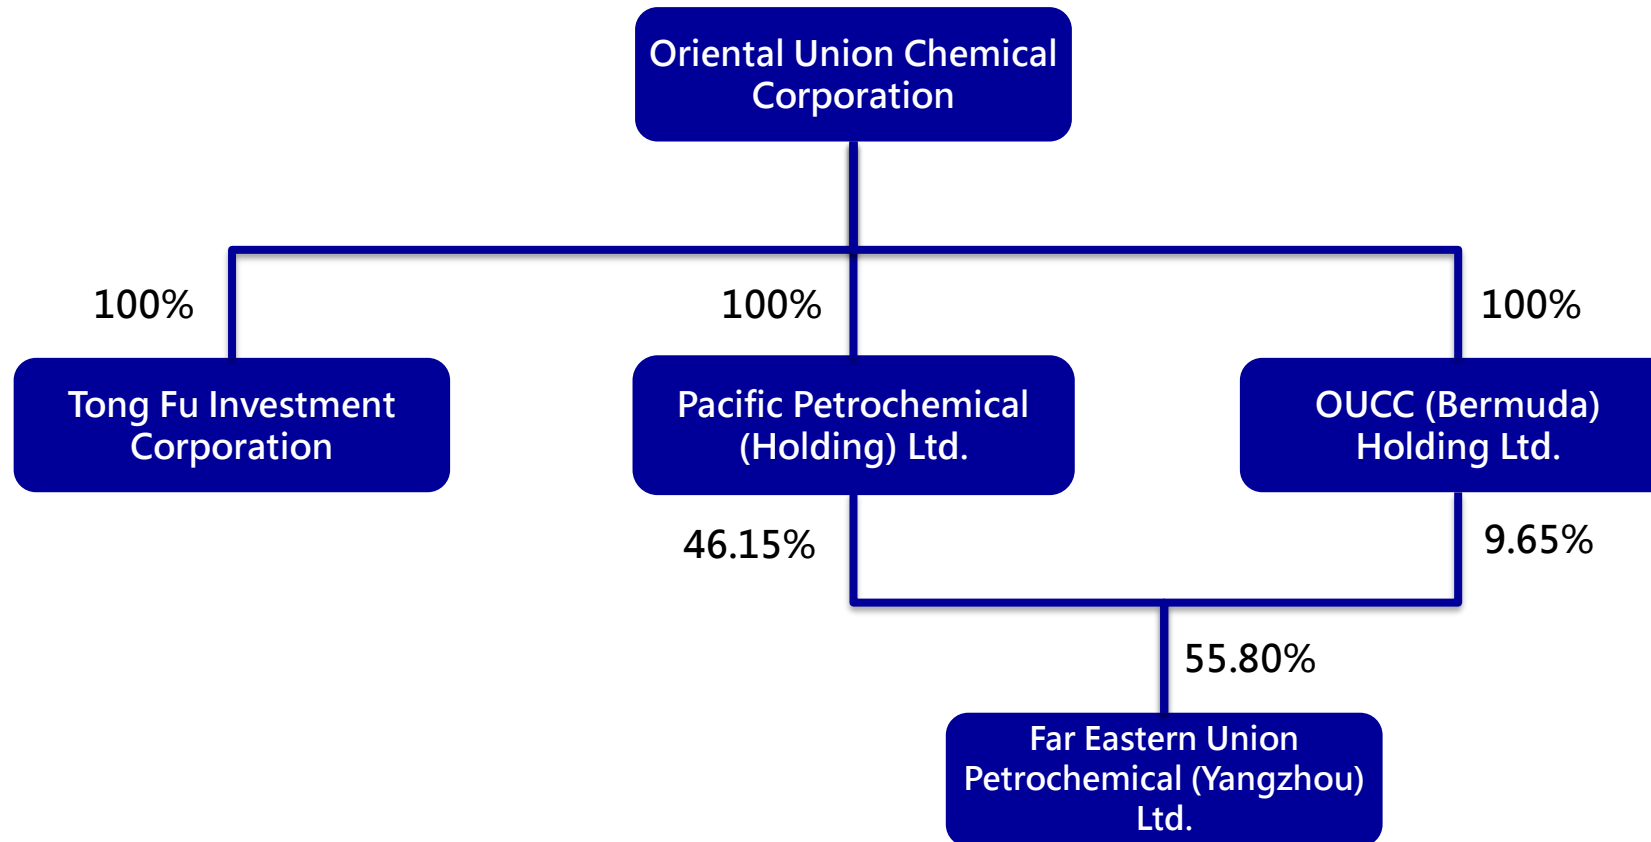 Oriental Union Chemical
Corporation
100%
100%
100%
Tong Fu Investment
Corporation
Pacific Petrochemical
(Holding) Ltd.
OUCC (Bermuda)
Holding Ltd.
46.15%
9.65%
55.80%
Far Eastern Union
Petrochemical (Yangzhou)
Ltd.